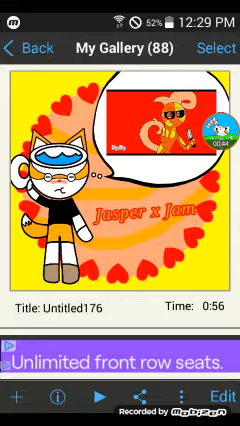 52% 12:29 PM
Back My Gallery (88) Select
00:44
Jasper x Jam
Title: Untitled176 Time: 0:56
Unlimited front row seats.
Edit
Recorded by Mobizen